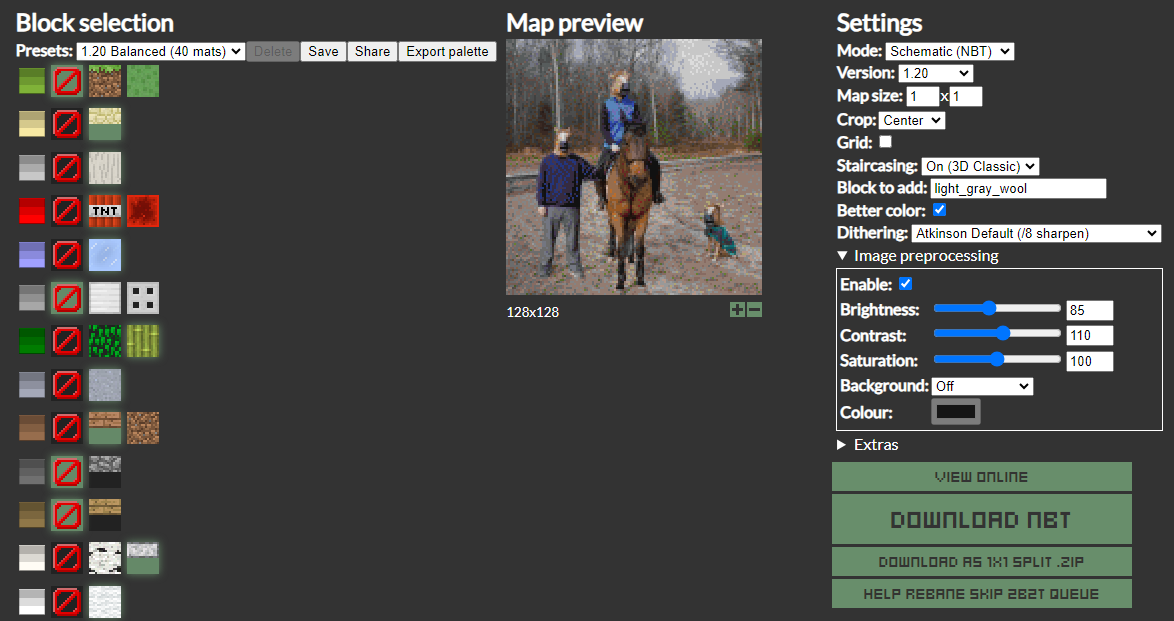 Block selection
Presets: 1.20 Balanced (40 mats) Delete Save Share Export palette
TNT
Map preview
128x128
Settings
Mode: Schematic (NBT)
Version: 1.20
Map size: 1 x 1
Crop: Center
Grid:
Staircasing: On (3D Classic)
Block to add: light_gray_wool
Better color:
Dithering: Atkinson Default (/8 sharpen)
Image preprocessing
Enable:
Brightness: 85
Contrast: 110
Saturation: 100
Background: Off
Colour:
Extras
VIEW ONLINE
DOWNLOAD NBT
DOWNLOAD AS 1X1 SPLIT .ZIP
HELP REBANE SKIP 2B2T QUEUE